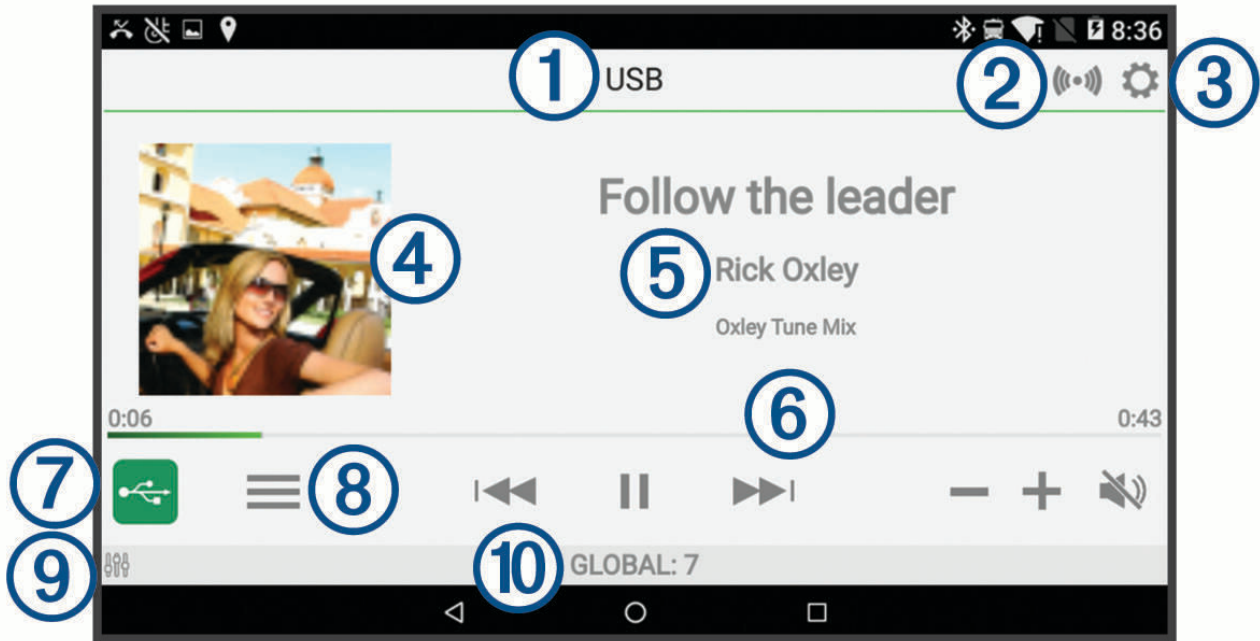 8:36
1 USB 2 3
4
Follow the leader
5 Rick Oxley
Oxley Tune Mix
6
0:06 0:43
7 8
9 10 GLOBAL: 7